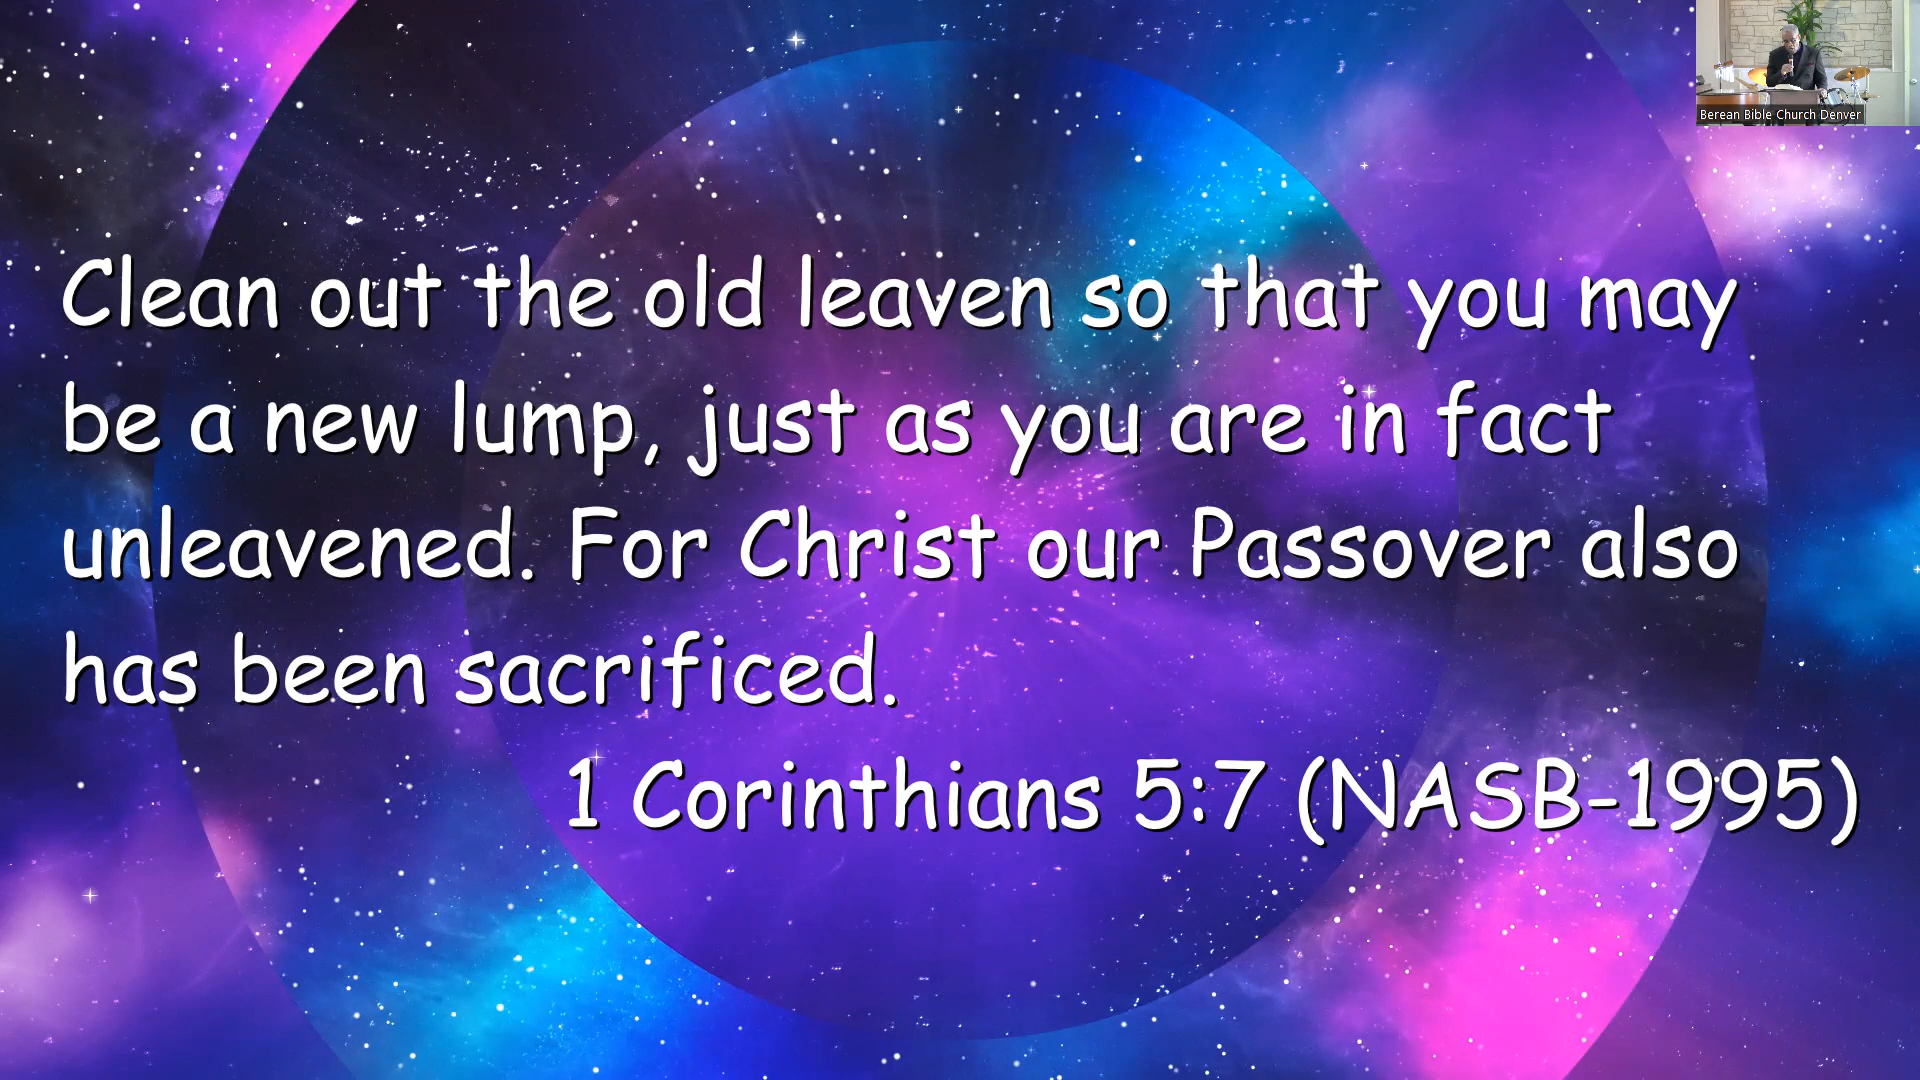 Berean Bible Church Denver
Clean out the old leaven so that you may
be a new lump, just as you are in fact
unleavened. For Christ our Passover also
has been sacrificed.
1 Corinthians 5:7 (NASB-1995)